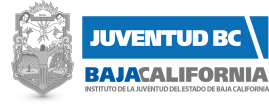 JUVENTUD BC
BAJACALIFORNIA
INSTITUTO DE LA JUVENTUD DEL ESTADO DE BAJA CALIFORNIA